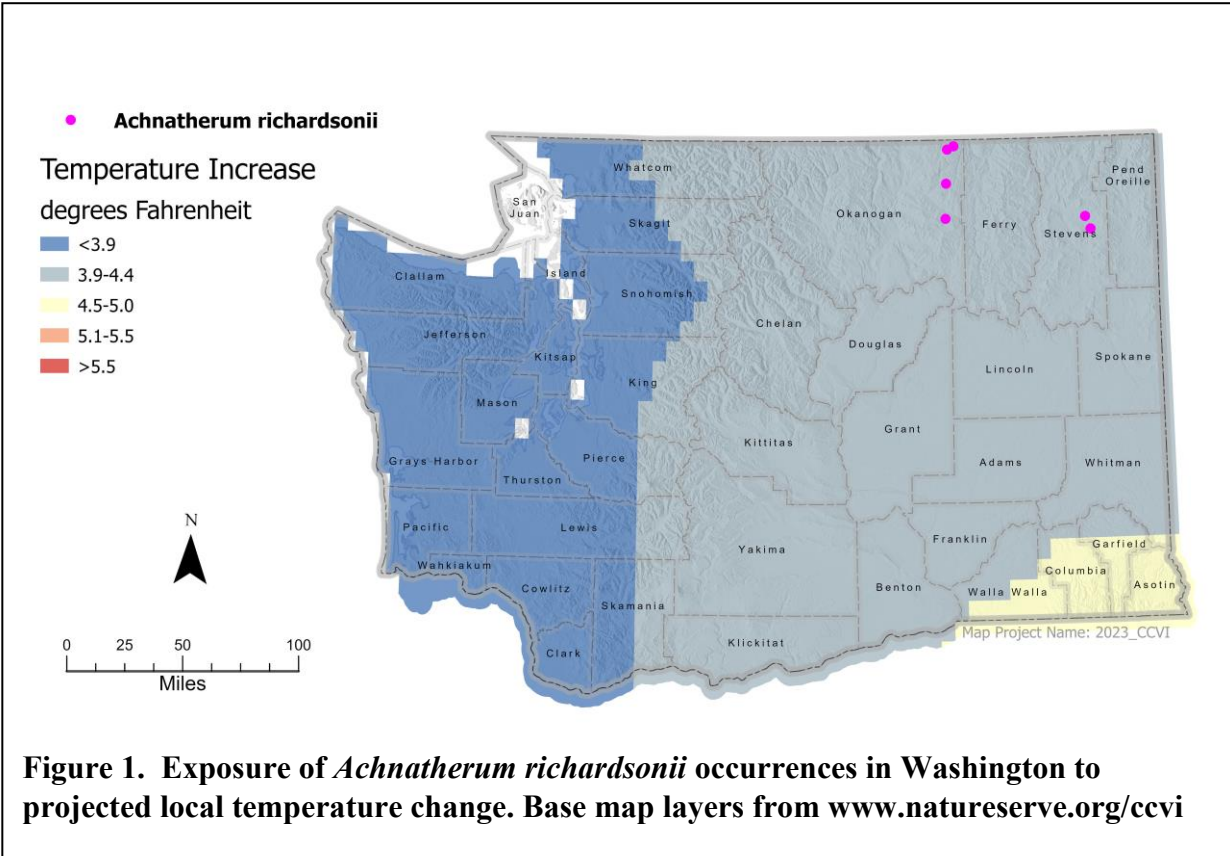 Achnatherum richardsonii
Temperature Increase
degrees Fahrenheit
<3.9
3.9-4.4
4.5-5.0
5.1-5.5
>5.5
Whatcom
Pend
Oreille
San
Juan
Skagit
Okanogan
Ferry
Stevens
Island
Clallam
Snohomish
Jefferson
Chelan
Douglas
Kitsap
Spokane
Lincoln
King
Mason
Grant
Kittitas
Grays Harbor
Pierce
Adams
Whitman
Thurston
Pacific
Lewis
Yakima
Franklin
Garfield
Wahkiakum
Columbia
Cowlitz
Benton
Walla Walla
Asotin
Skamania
Map Project Name: 2023_CCVI
Klickitat
Clark
N
0 25 50 100
Miles
Figure 1. Exposure of Achnatherum richardsonii occurrences in Washington to
projected local temperature change. Base map layers from www.natureserve.org/ccvi